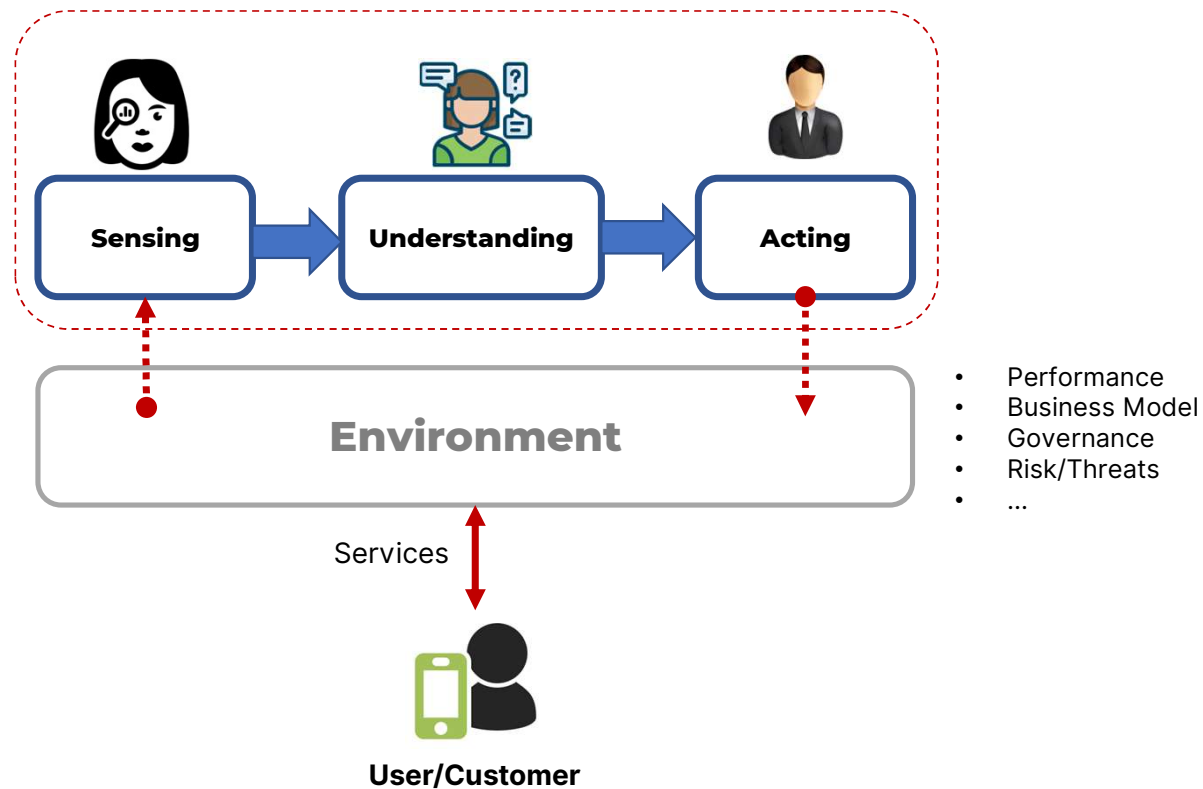 Sensing
Understanding
Acting
?
Environment
• Performance
• Business Model
• Governance
• Risk/Threats
• ...
Services
User/Customer